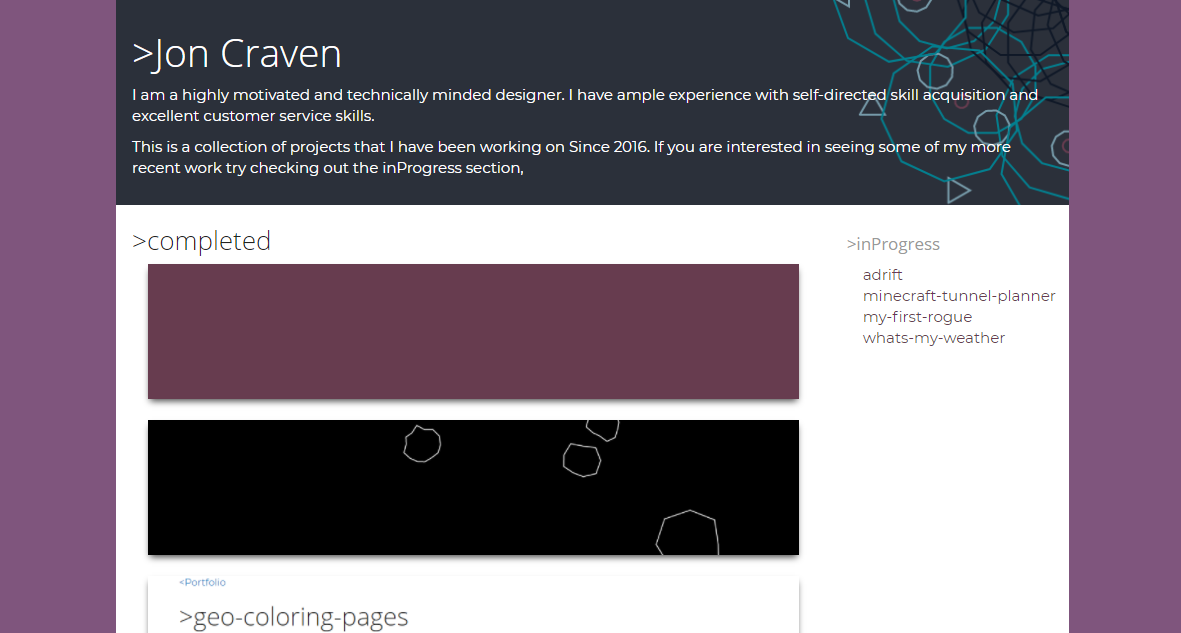 >Jon Craven
I am a highly motivated and technically minded designer. I have ample experience with self-directed skill acquisition and
excellent customer service skills.
This is a collection of projects that I have been working on Since 2016. If you are interested in seeing some of my more
recent work try checking out the inProgress section,
>completed
>inProgress
adrift
minecraft-tunnel-planner
my-first-rogue
whats-my-weather
<Portfolio
>geo-coloring-pages